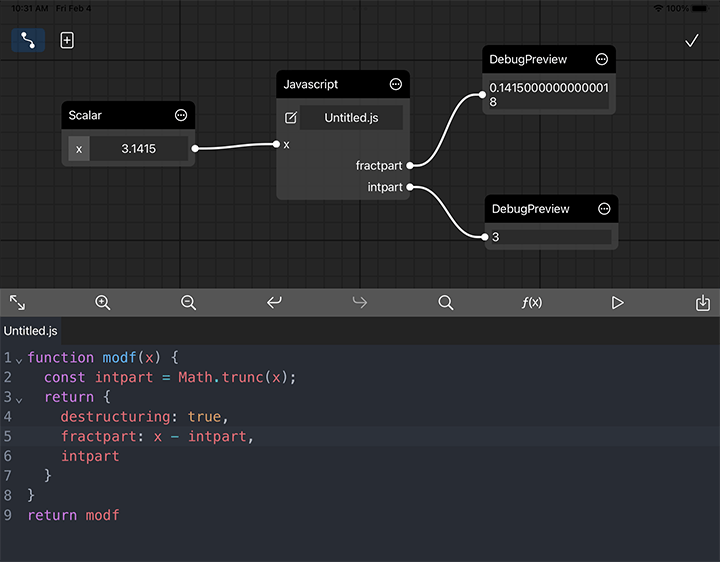 10:31 AM Fri Feb 4
100%
DebugPreview
0.1415000000000001
8
Javascript
Untitled.js
Scalar
x 3.1415
x
fractpart
intpart
DebugPreview
3
f(x)
Untitled.js
1 function modf(x) {
2 const intpart = Math.trunc(x);
3 return {
4 destructuring: true,
5 fractpart: x - intpart,
6 intpart
7 }
8 }
9 return modf